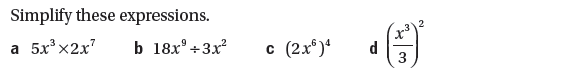 Simplify these expressions.
a 5x³×2x⁷ b 18x⁹÷3x² c (2x⁶)⁴ d (x³/3)²